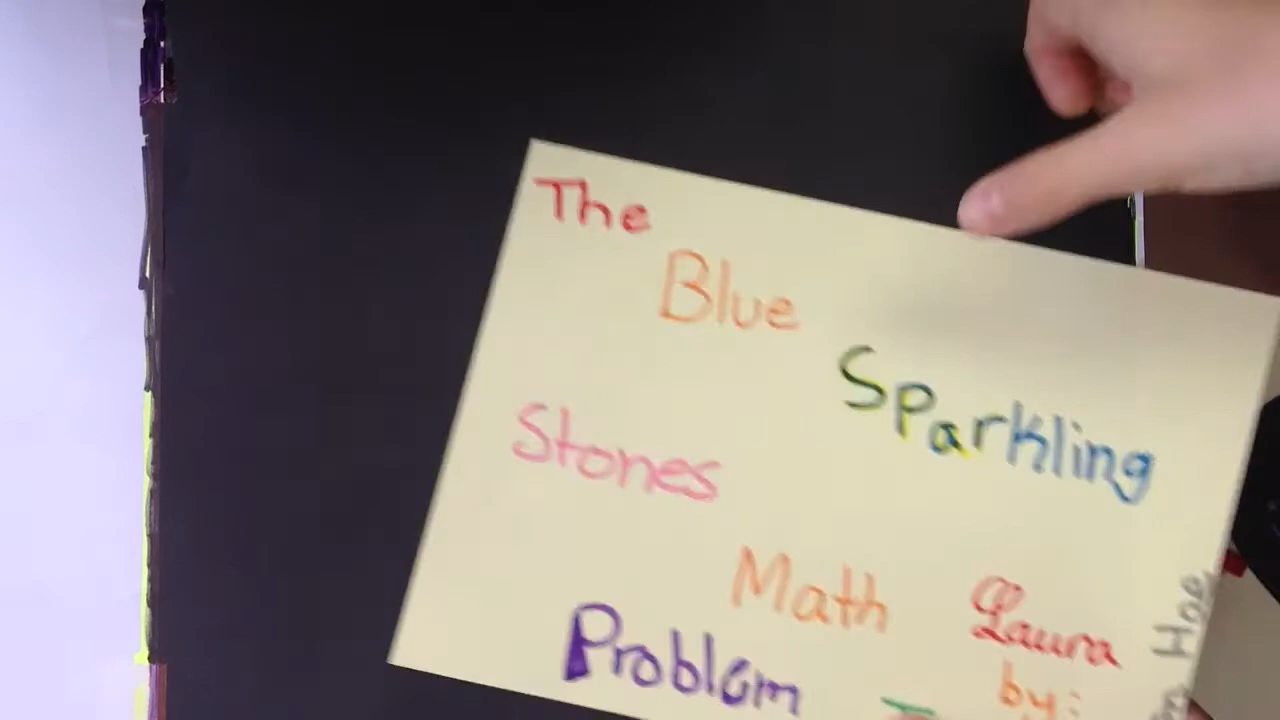 The
Blue
Sparkling
Stones
Math
Problem
Laura
by: